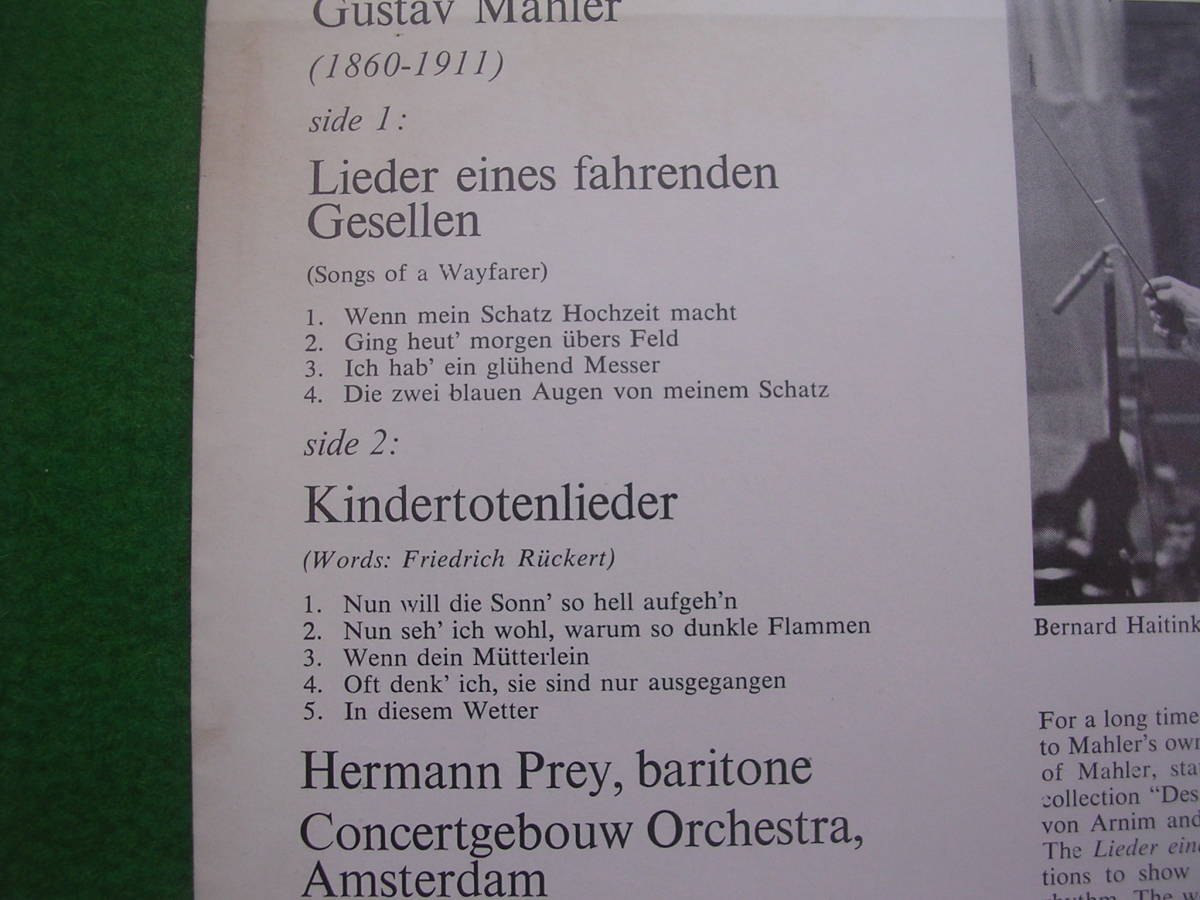 Gustav Mahler
(1860-1911)
side 1:
Lieder eines fahrenden
Gesellen
(Songs of a Wayfarer)
1. Wenn mein Schatz Hochzeit macht
2. Ging heut' morgen übers Feld
3. Ich hab' ein glühend Messer
4. Die zwei blauen Augen von meinem Schatz
side 2:
Kindertotenlieder
(Words: Friedrich Rückert)
1. Nun will die Sonn' so hell aufgeh'n
2. Nun seh' ich wohl, warum so dunkle Flammen
3. Wenn dein Mütterlein
4. Oft denk' ich, sie sind nur ausgegangen
5. In diesem Wetter
Hermann Prey, baritone
Concertgebouw Orchestra,
Amsterdam
Bernard Haitink
For a long time
to Mahler's own
of Mahler, sta
collection "Des
von Arnim and
The Lieder eine
tions to show
The w